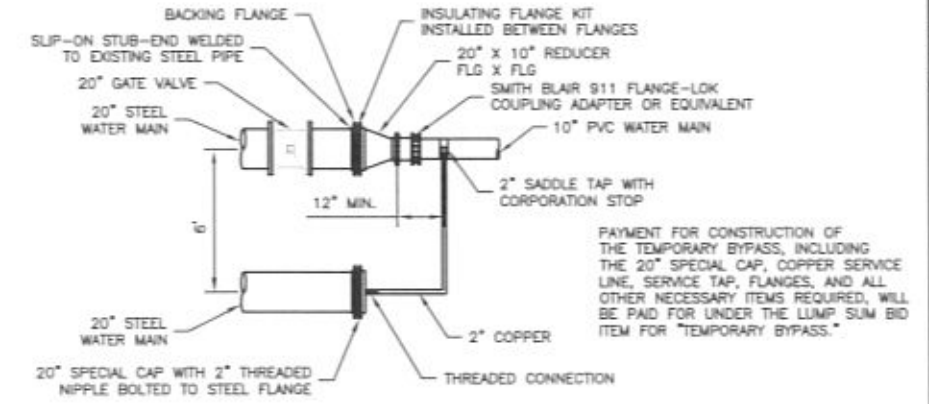 BACKING FLANGE
INSULATING FLANGE KIT
INSTALLED BETWEEN FLANGES
SLIP-ON STUB-END WELDED
TO EXISTING STEEL PIPE
20" X 10" REDUCER
FLG X FLG
20" GATE VALVE
SMITH BLAIR 911 FLANGE-LOK
COUPLING ADAPTER OR EQUIVALENT
20" STEEL
WATER MAIN
10" PVC WATER MAIN
2" SADDLE TAP WITH
CORPORATION STOP
12" MIN.
6'
PAYMENT FOR CONSTRUCTION OF
THE TEMPORARY BYPASS, INCLUDING
THE 20" SPECIAL CAP, COPPER SERVICE
LINE, SERVICE TAP, FLANGES, AND ALL
OTHER NECESSARY ITEMS REQUIRED, WILL
BE PAID FOR UNDER THE LUMP SUM BID
ITEM FOR "TEMPORARY BYPASS."
20" STEEL
WATER MAIN
2" COPPER
20" SPECIAL CAP WITH 2" THREADED
NIPPLE BOLTED TO STEEL FLANGE
THREADED CONNECTION